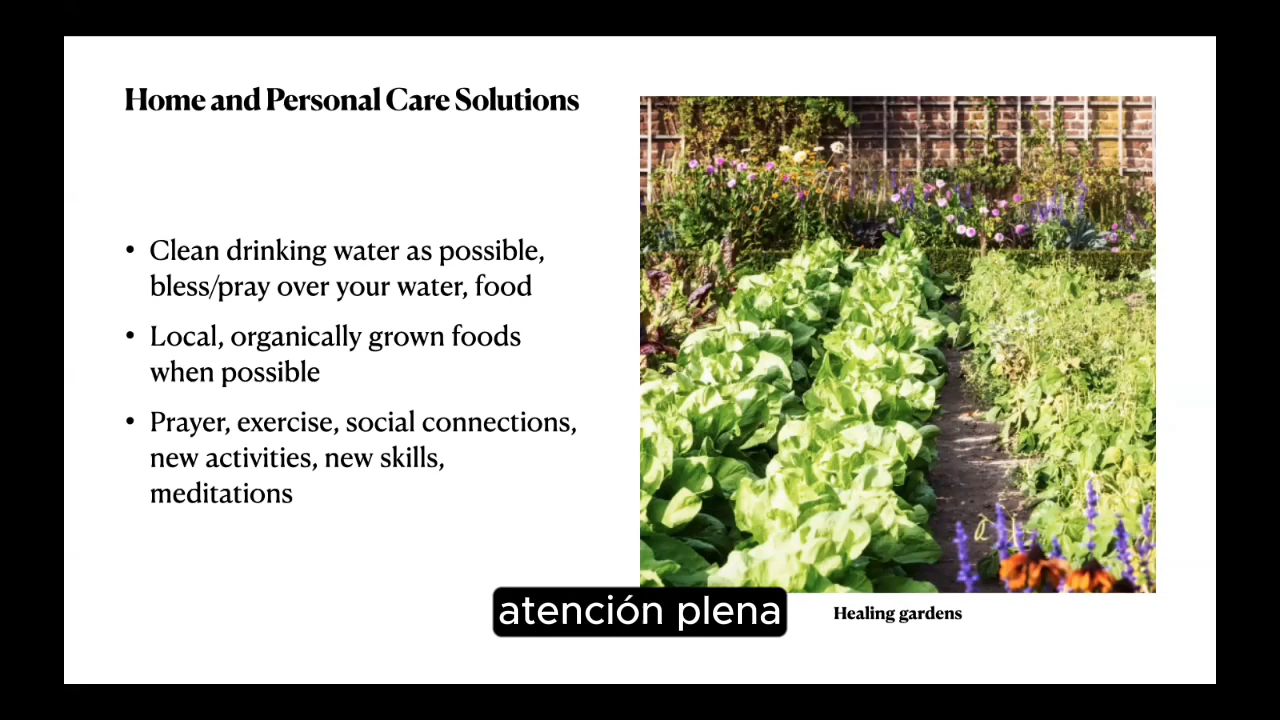 Home and Personal Care Solutions
• Clean drinking water as possible,
bless/pray over your water, food
• Local, organically grown foods
when possible
• Prayer, exercise, social connections,
new activities, new skills,
meditations
atención plena
Healing gardens